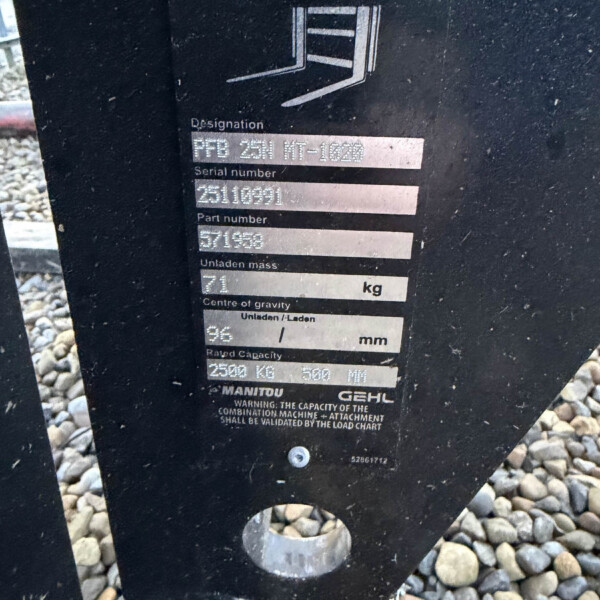 Designation
PFB 25N MT-1020
Serial number
25110991
Part number
571958
Unladen mass
71 kg
Centre of gravity
Unladen / Laden
96 / mm
Rated Capacity
2500 KG 500 MM
MANITOU GEHL
WARNING: THE CAPACITY OF THE
COMBINATION MACHINE + ATTACHMENT
SHALL BE VALIDATED BY THE LOAD CHART
52661712